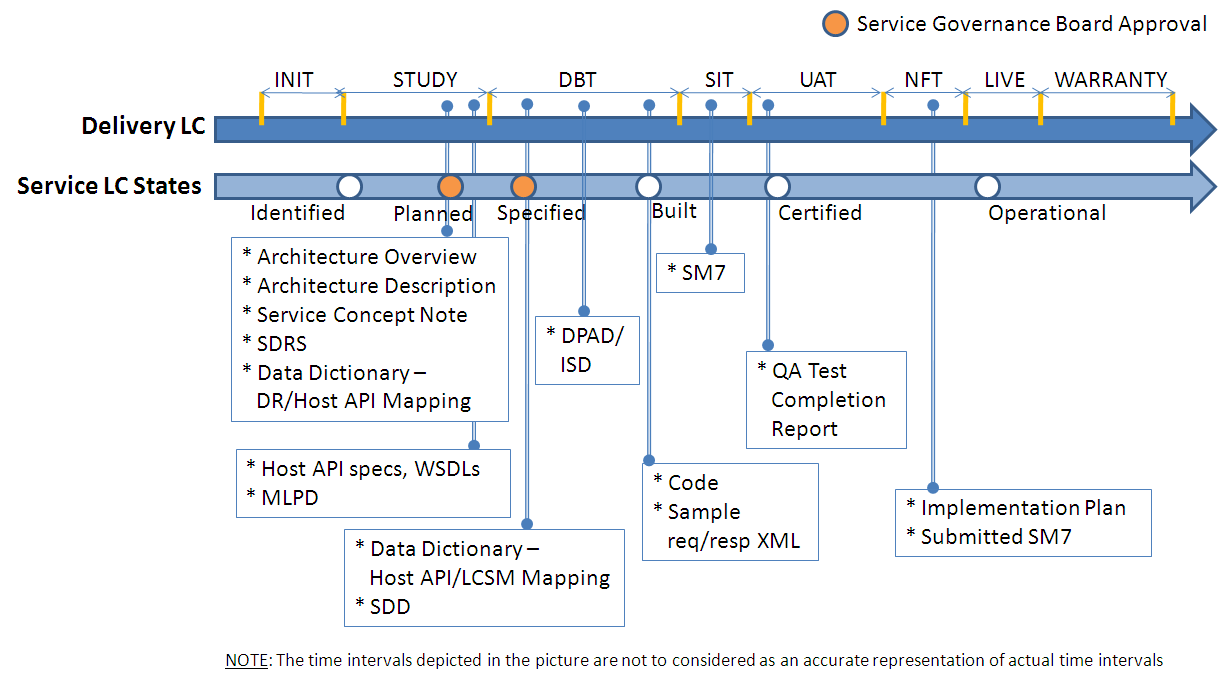 Service Governance Board Approval
INIT STUDY DBT SIT UAT NFT LIVE WARRANTY
Delivery LC
Service LC States
Identified Planned Specified Built Certified Operational
* Architecture Overview
* Architecture Description
* Service Concept Note
* SDRS
* Data Dictionary –
DR/Host API Mapping
* SM7
* DPAD/
ISD
* QA Test
Completion
Report
* Host API specs, WSDLs
* MLPD
* Code
* Sample
req/resp XML
* Implementation Plan
* Submitted SM7
* Data Dictionary –
Host API/LCSM Mapping
* SDD
NOTE: The time intervals depicted in the picture are not to considered as an accurate representation of actual time intervals